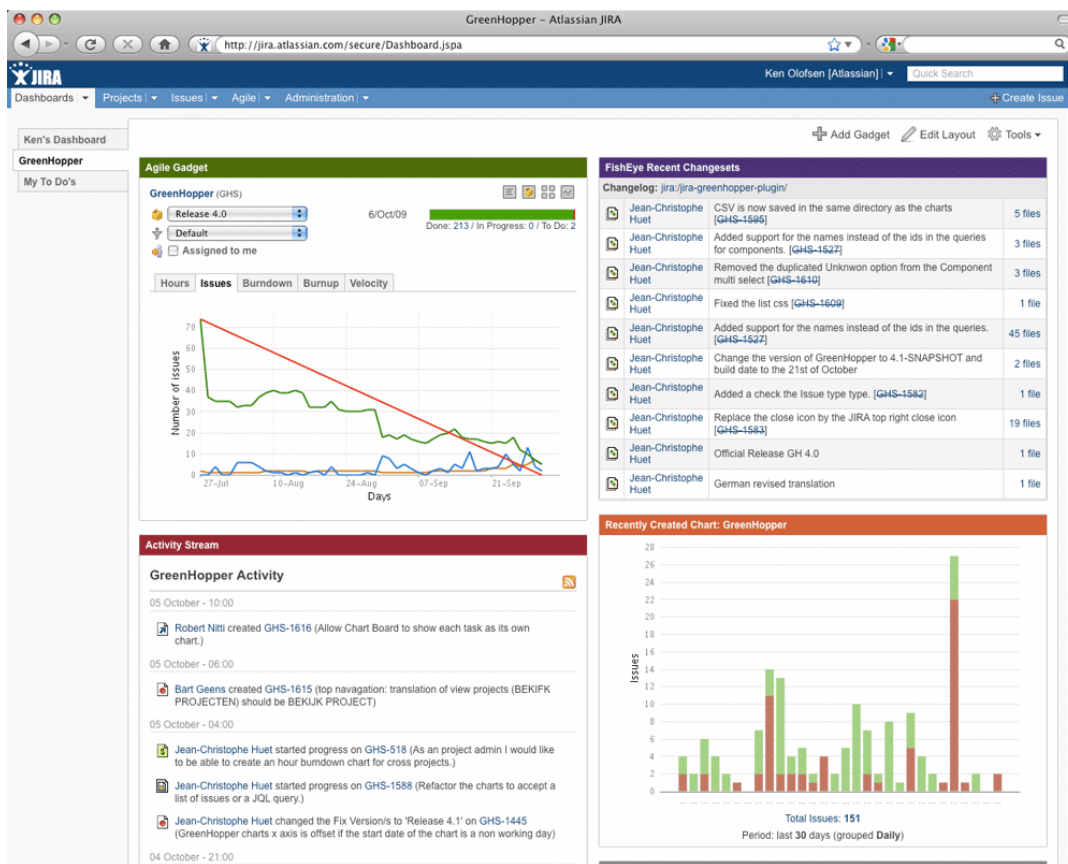 GreenHopper – Atlassian JIRA
http://jira.atlassian.com/secure/Dashboard.jspa
JIRA
Ken Olofsen [Atlassian]
Quick Search
Dashboards Projects Issues Agile Administration
Create Issue
Ken's Dashboard
GreenHopper
My To Do's
Add Gadget Edit Layout Tools
Agile Gadget
GreenHopper (GHS)
Release 4.0
6/Oct/09
Default
Done: 213 / In Progress: 0 / To Do: 2
Assigned to me
Hours Issues Burndown Burnup Velocity
Number of issues
70
60
50
40
30
20
10
0
27-Jul 10-Aug 24-Aug 07-Sep 21-Sep
Days
Activity Stream
GreenHopper Activity
05 October - 10:00
Robert Nitti created GHS-1616 (Allow Chart Board to show each task as its own
chart.)
05 October - 06:00
Bart Geens created GHS-1615 (top navagation: translation of view projects (BEKIFK
PROJECTEN) should be BEKIJK PROJECT)
05 October - 04:00
Jean-Christophe Huet started progress on GHS-518 (As an project admin I would like
to be able to create an hour burndown chart for cross projects.)
Jean-Christophe Huet started progress on GHS-1588 (Refactor the charts to accept a
list of issues or a JQL query.)
Jean-Christophe Huet changed the Fix Version/s to 'Release 4.1' on GHS-1445
(GreenHopper charts x axis is offset if the start date of the chart is a non working day)
04 October - 21:00
FishEye Recent Changesets
Changelog: jira:/jira-greenhopper-plugin/
Jean-Christophe Huet
CSV is now saved in the same directory as the charts
[GHS-1595]
5 files
Jean-Christophe Huet
Added support for the names instead of the ids in the queries
for components. [GHS-1527]
3 files
Jean-Christophe Huet
Removed the duplicated Unknwon option from the Component
multi select [GHS-1610]
3 files
Jean-Christophe Huet
Fixed the list css [GHS-1609]
1 file
Jean-Christophe Huet
Added support for the names instead of the ids in the queries.
[GHS-1527]
45 files
Jean-Christophe Huet
Change the version of GreenHopper to 4.1-SNAPSHOT and
build date to the 21st of October
2 files
Jean-Christophe Huet
Added a check the Issue type type. [GHS-1582]
1 file
Jean-Christophe Huet
Replace the close icon by the JIRA top right close icon
[GHS-1583]
19 files
Jean-Christophe Huet
Official Release GH 4.0
1 file
Jean-Christophe Huet
German revised translation
1 file
Recently Created Chart: GreenHopper
Issues
28
26
24
22
20
18
16
14
12
10
8
6
4
2
0
Total Issues: 151
Period: last 30 days (grouped Daily)